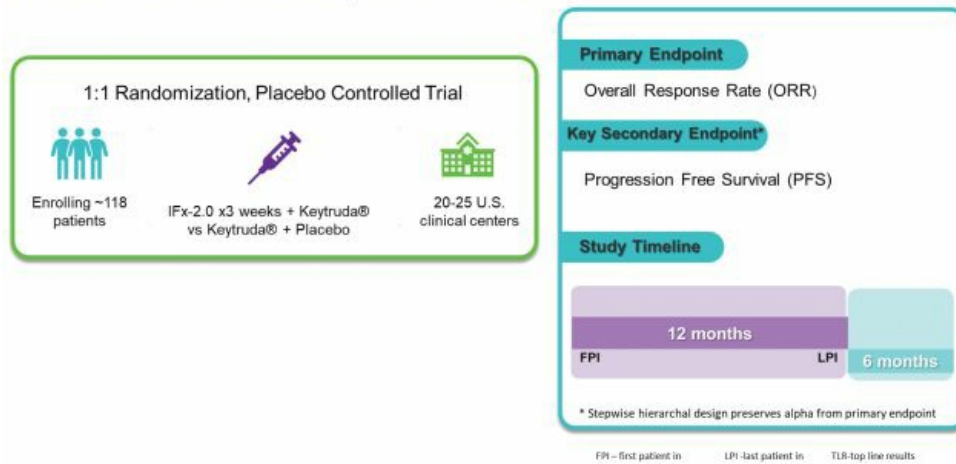 1:1 Randomization, Placebo Controlled Trial
Enrolling ~118
patients
IFx-2.0 x3 weeks + Keytruda®
vs Keytruda® + Placebo
20-25 U.S.
clinical centers
Primary Endpoint
Overall Response Rate (ORR)
Key Secondary Endpoint*
Progression Free Survival (PFS)
Study Timeline
12 months
FPI
LPI
6 months
* Stepwise hierarchal design preserves alpha from primary endpoint
FPI – first patient in
LPI -last patient in
TLR-top line results